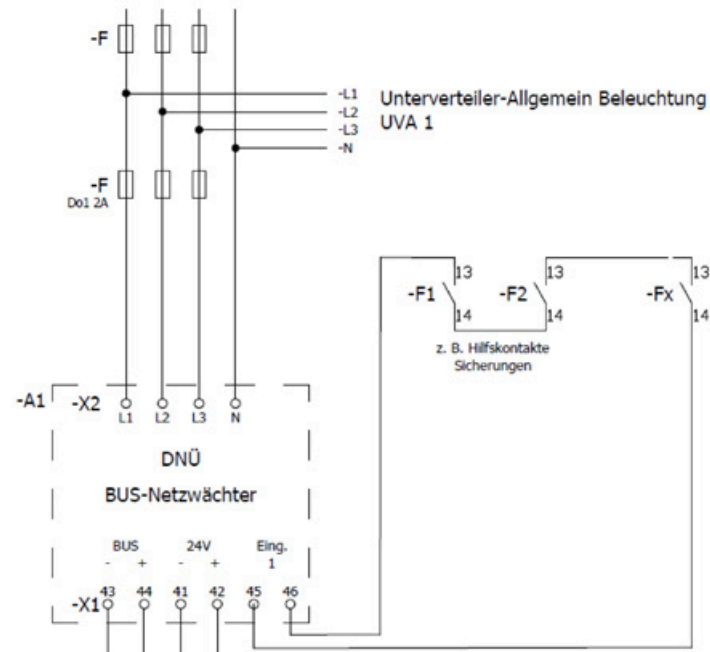 -F
-L1
-L2
-L3
-N
Unterverteiler-Allgemein Beleuchtung
UVA 1
-F
Do1 2A
13 13 13
-F1 -F2 -Fx
14 14 14
z. B. Hilfskontakte
Sicherungen
-A1 -X2
L1 L2 L3 N
DNÜ
BUS-Netzwächter
BUS 24V Eing.
- + - + 1
43 44 41 42 45 46
-X1